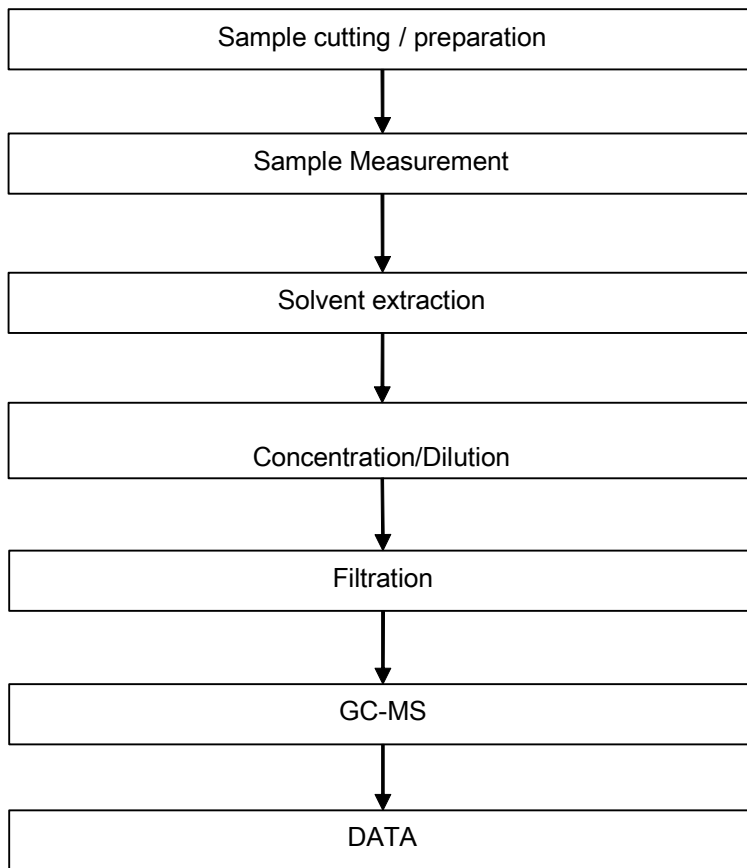 Sample cutting / preparation
Sample Measurement
Solvent extraction
Concentration/Dilution
Filtration
GC-MS
DATA